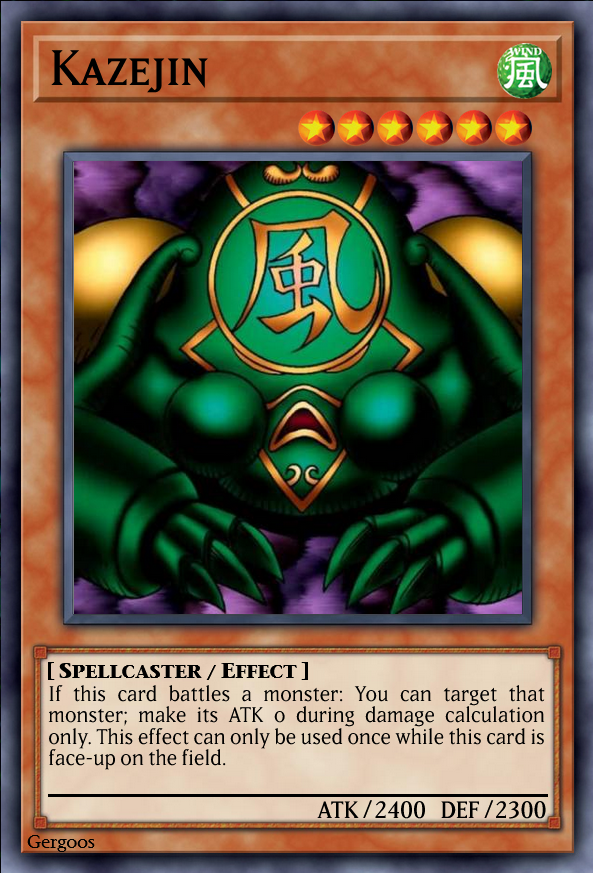 Kazejin
WIND
風
風
[ Spellcaster / Effect ]
If this card battles a monster: You can target that
monster; make its ATK 0 during damage calculation
only. This effect can only be used once while this card is
face-up on the field.
ATK/2400 DEF/2300
Gergoos